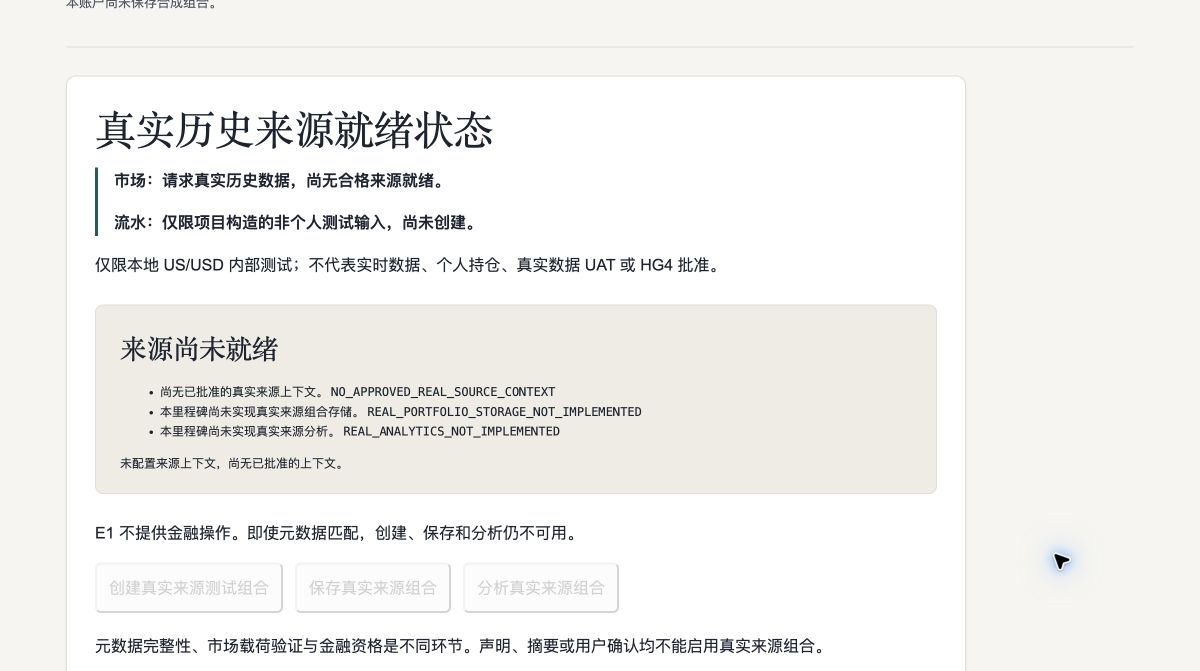 本账户尚未保存合成组合。
真实历史来源就绪状态
市场：请求真实历史数据，尚无合格来源就绪。
流水：仅限项目构造的非个人测试输入，尚未创建。
仅限本地 US/USD 内部测试；不代表实时数据、个人持仓、真实数据 UAT 或 HG4 批准。
来源尚未就绪
• 尚无已批准的真实来源上下文。 NO_APPROVED_REAL_SOURCE_CONTEXT
• 本里程碑尚未实现真实来源组合存储。 REAL_PORTFOLIO_STORAGE_NOT_IMPLEMENTED
• 本里程碑尚未实现真实来源分析。 REAL_ANALYTICS_NOT_IMPLEMENTED
未配置来源上下文，尚无已批准的上下文。
E1 不提供金融操作。即使元数据匹配，创建、保存和分析仍不可用。
创建真实来源测试组合 保存真实来源组合 分析真实来源组合
元数据完整性、市场载荷验证与金融资格是不同环节。声明、摘要或用户确认均不能启用真实来源组合。